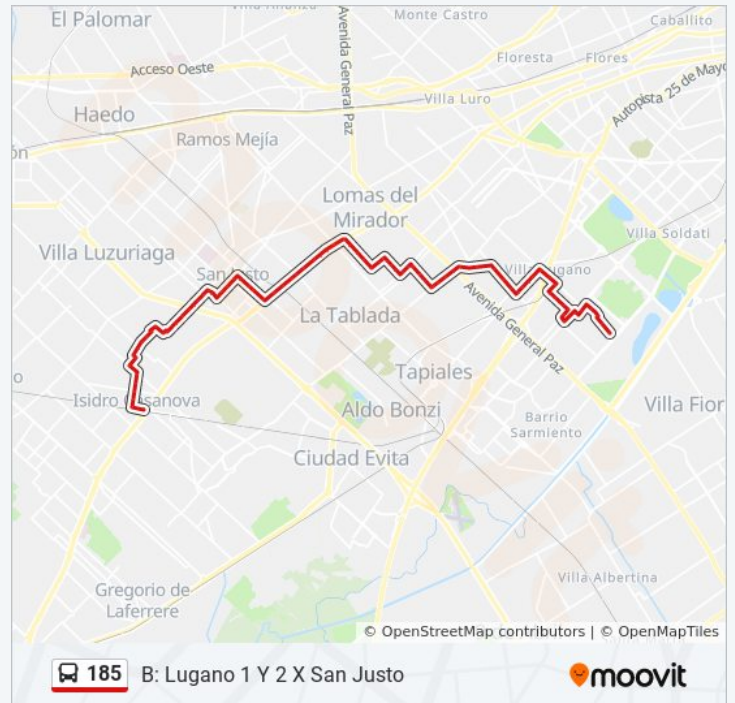 El Palomar
Monte Castro
Caballito
Avenida General Paz
Acceso Oeste
Floresta
Flores
Autopista 25 de Mayo
Haedo
Villa Luro
Ramos Mejía
Lomas del
Mirador
Villa Luzuriaga
Villa Soldati
San Justo
Villa Lugano
La Tablada
Avenida General Paz
Tapiales
Isidro Casanova
Aldo Bonzi
Villa Fior
Barrio
Sarmiento
Ciudad Evita
Villa Albertina
Gregorio de
Laferrere
© OpenStreetMap contributors | © OpenMapTiles
185 B: Lugano 1 Y 2 X San Justo
moovit